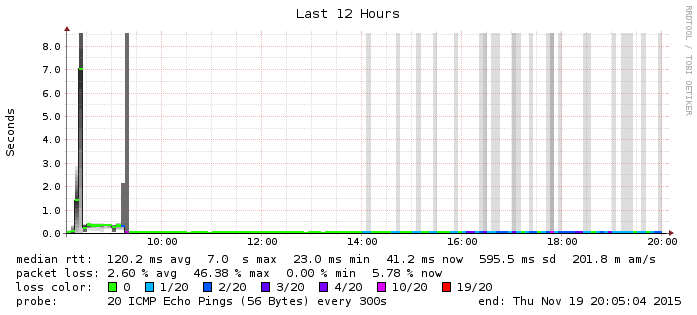 Last 12 Hours
RRDTOOL / TOBI OETIKER
Seconds
8.0
7.0
6.0
5.0
4.0
3.0
2.0
1.0
0.0
10:00 12:00 14:00 16:00 18:00 20:00
median rtt: 120.2 ms avg 7.0 s max 23.0 ms min 41.2 ms now 595.5 ms sd 201.8 m am/s
packet loss: 2.60 % avg 46.38 % max 0.00 % min 5.78 % now
loss color: 0 1/20 2/20 3/20 4/20 10/20 19/20
probe: 20 ICMP Echo Pings (56 Bytes) every 300s end: Thu Nov 19 20:05:04 2015